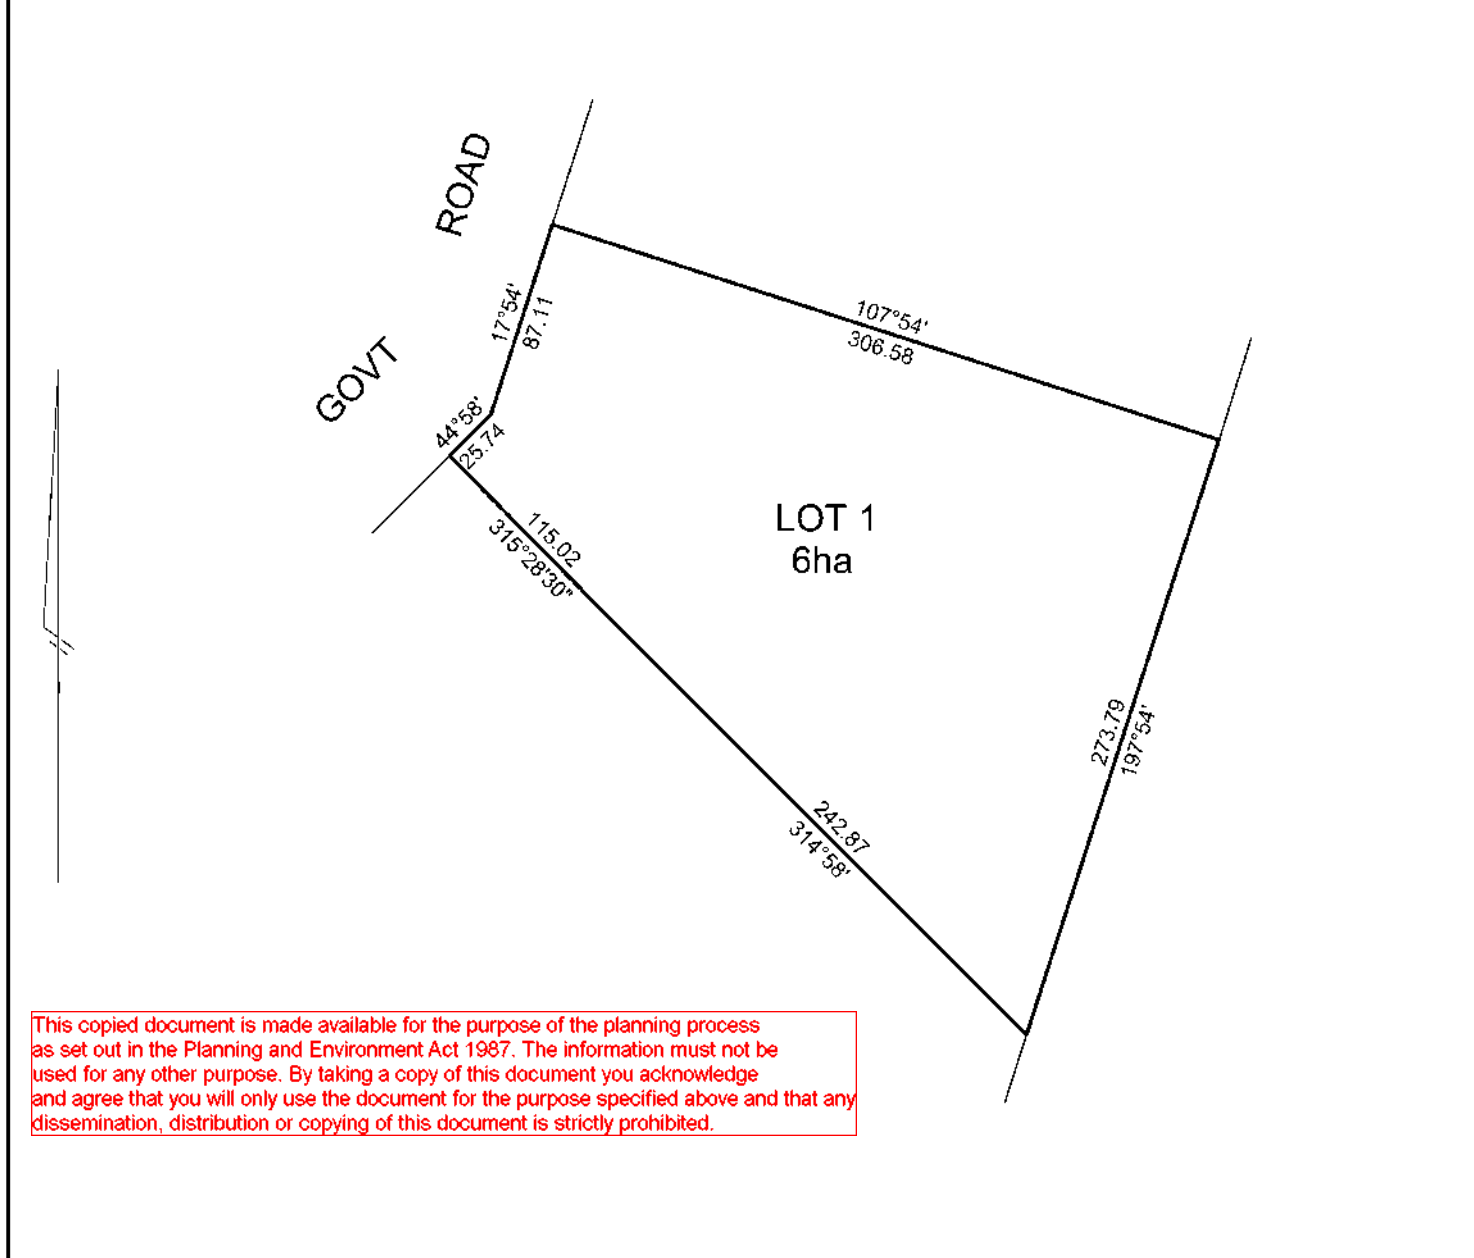 ROAD
GOVT
17°54'
87.11
107°54'
306.58
44°58'
25.74
115.02
315°28'30"
LOT 1
6ha
273.79
197°54'
242.87
314°58'
This copied document is made available for the purpose of the planning process
as set out in the Planning and Environment Act 1987. The information must not be
used for any other purpose. By taking a copy of this document you acknowledge
and agree that you will only use the document for the purpose specified above and that any
dissemination, distribution or copying of this document is strictly prohibited.